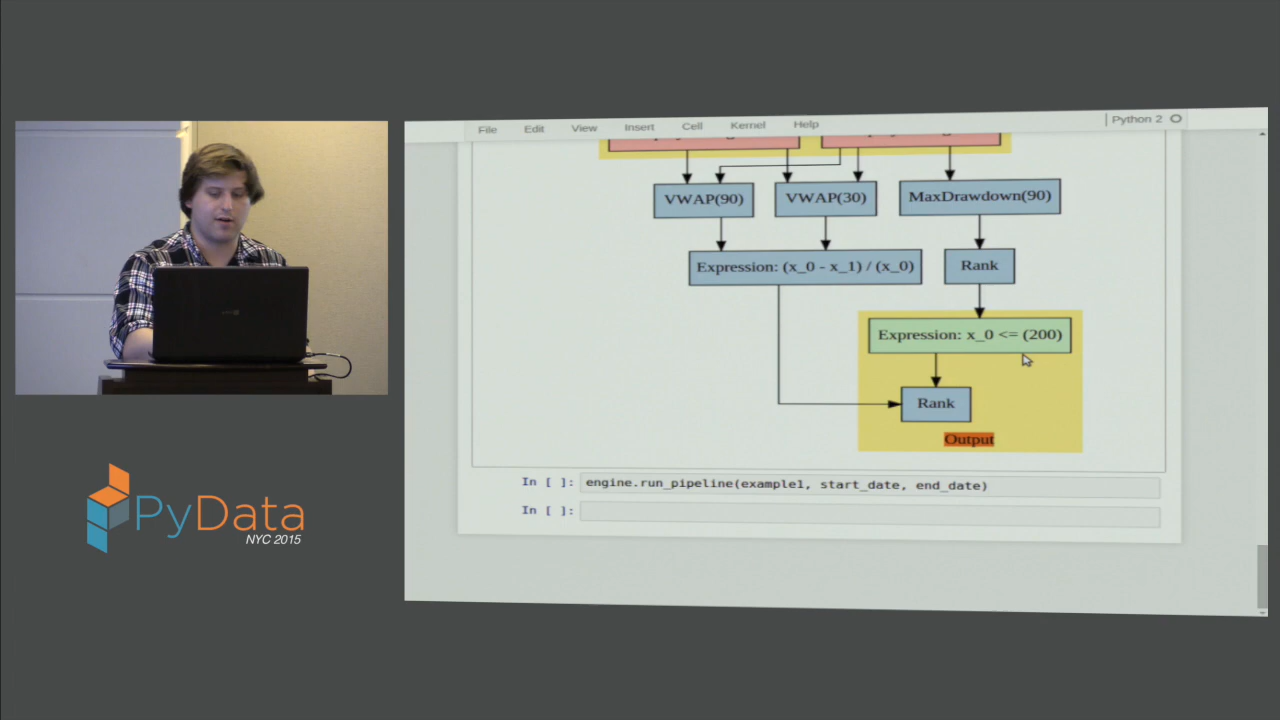 File Edit View Insert Cell Kernel Help
Python 2
VWAP(90) VWAP(30) MaxDrawdown(90)
Expression: (x_0 - x_1) / (x_0) Rank
Expression: x_0 <= (200)
Rank
Output
In [ ]: engine.run_pipeline(example1, start_date, end_date)
In [ ]:
PyData
NYC 2015